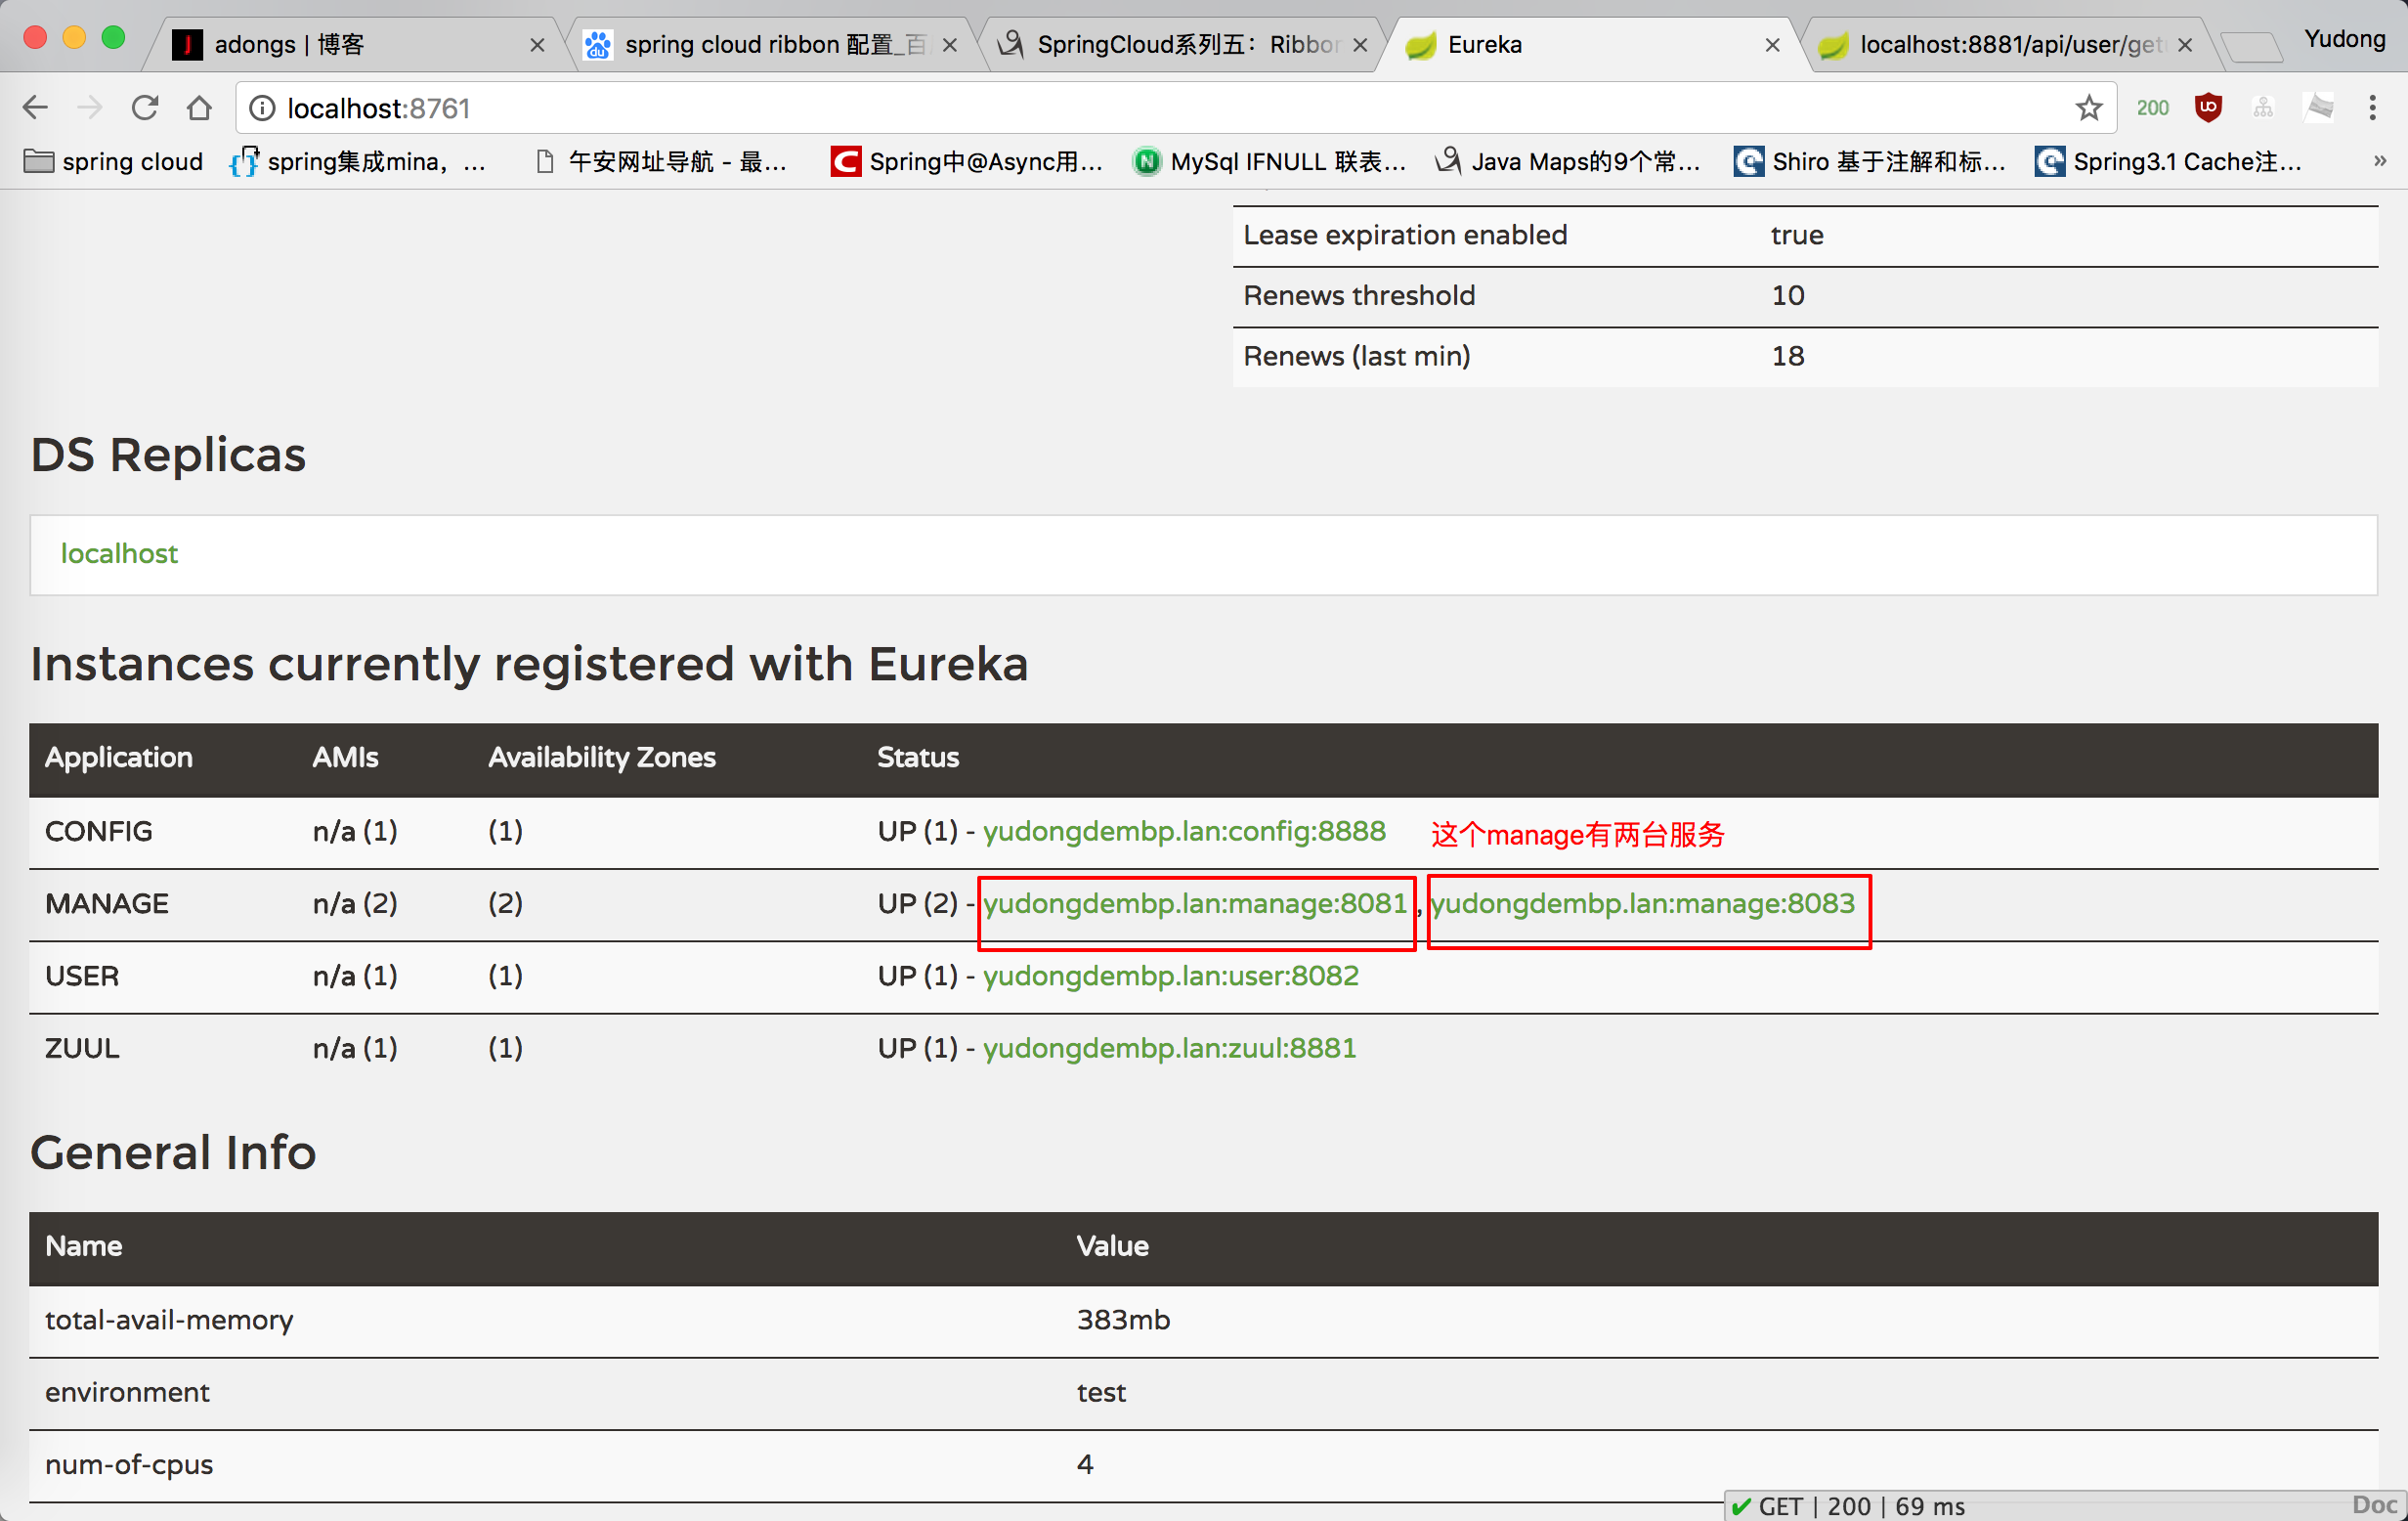 adongs | 博客
spring cloud ribbon 配置_百
SpringCloud系列五：Ribbon
Eureka
localhost:8881/api/user/get
Yudong
localhost:8761
200
spring cloud
spring集成mina，...
午安网址导航 - 最...
Spring中@Async用...
MySql IFNULL 联表...
Java Maps的9个常...
Shiro 基于注解和标...
Spring3.1 Cache注...
»
Lease expiration enabled true
Renews threshold 10
Renews (last min) 18
DS Replicas
localhost
Instances currently registered with Eureka
Application AMIs Availability Zones Status
CONFIG n/a (1) (1) UP (1) - yudongdembp.lan:config:8888 这个manage有两台服务
MANAGE n/a (2) (2) UP (2) - yudongdembp.lan:manage:8081 , yudongdembp.lan:manage:8083
USER n/a (1) (1) UP (1) - yudongdembp.lan:user:8082
ZUUL n/a (1) (1) UP (1) - yudongdembp.lan:zuul:8881
General Info
Name Value
total-avail-memory 383mb
environment test
num-of-cpus 4
GET | 200 | 69 ms Doc